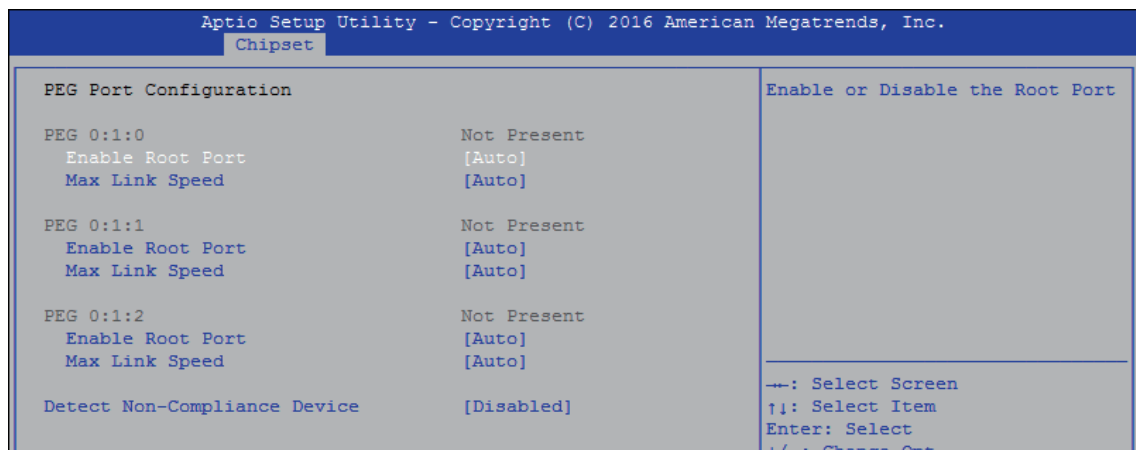 Aptio Setup Utility - Copyright (C) 2016 American Megatrends, Inc.
Chipset
PEG Port Configuration
PEG 0:1:0 Not Present
Enable Root Port [Auto]
Max Link Speed [Auto]
PEG 0:1:1 Not Present
Enable Root Port [Auto]
Max Link Speed [Auto]
PEG 0:1:2 Not Present
Enable Root Port [Auto]
Max Link Speed [Auto]
Detect Non-Compliance Device [Disabled]
Enable or Disable the Root Port
→←: Select Screen
↑↓: Select Item
Enter: Select
+/-: Change Opt.